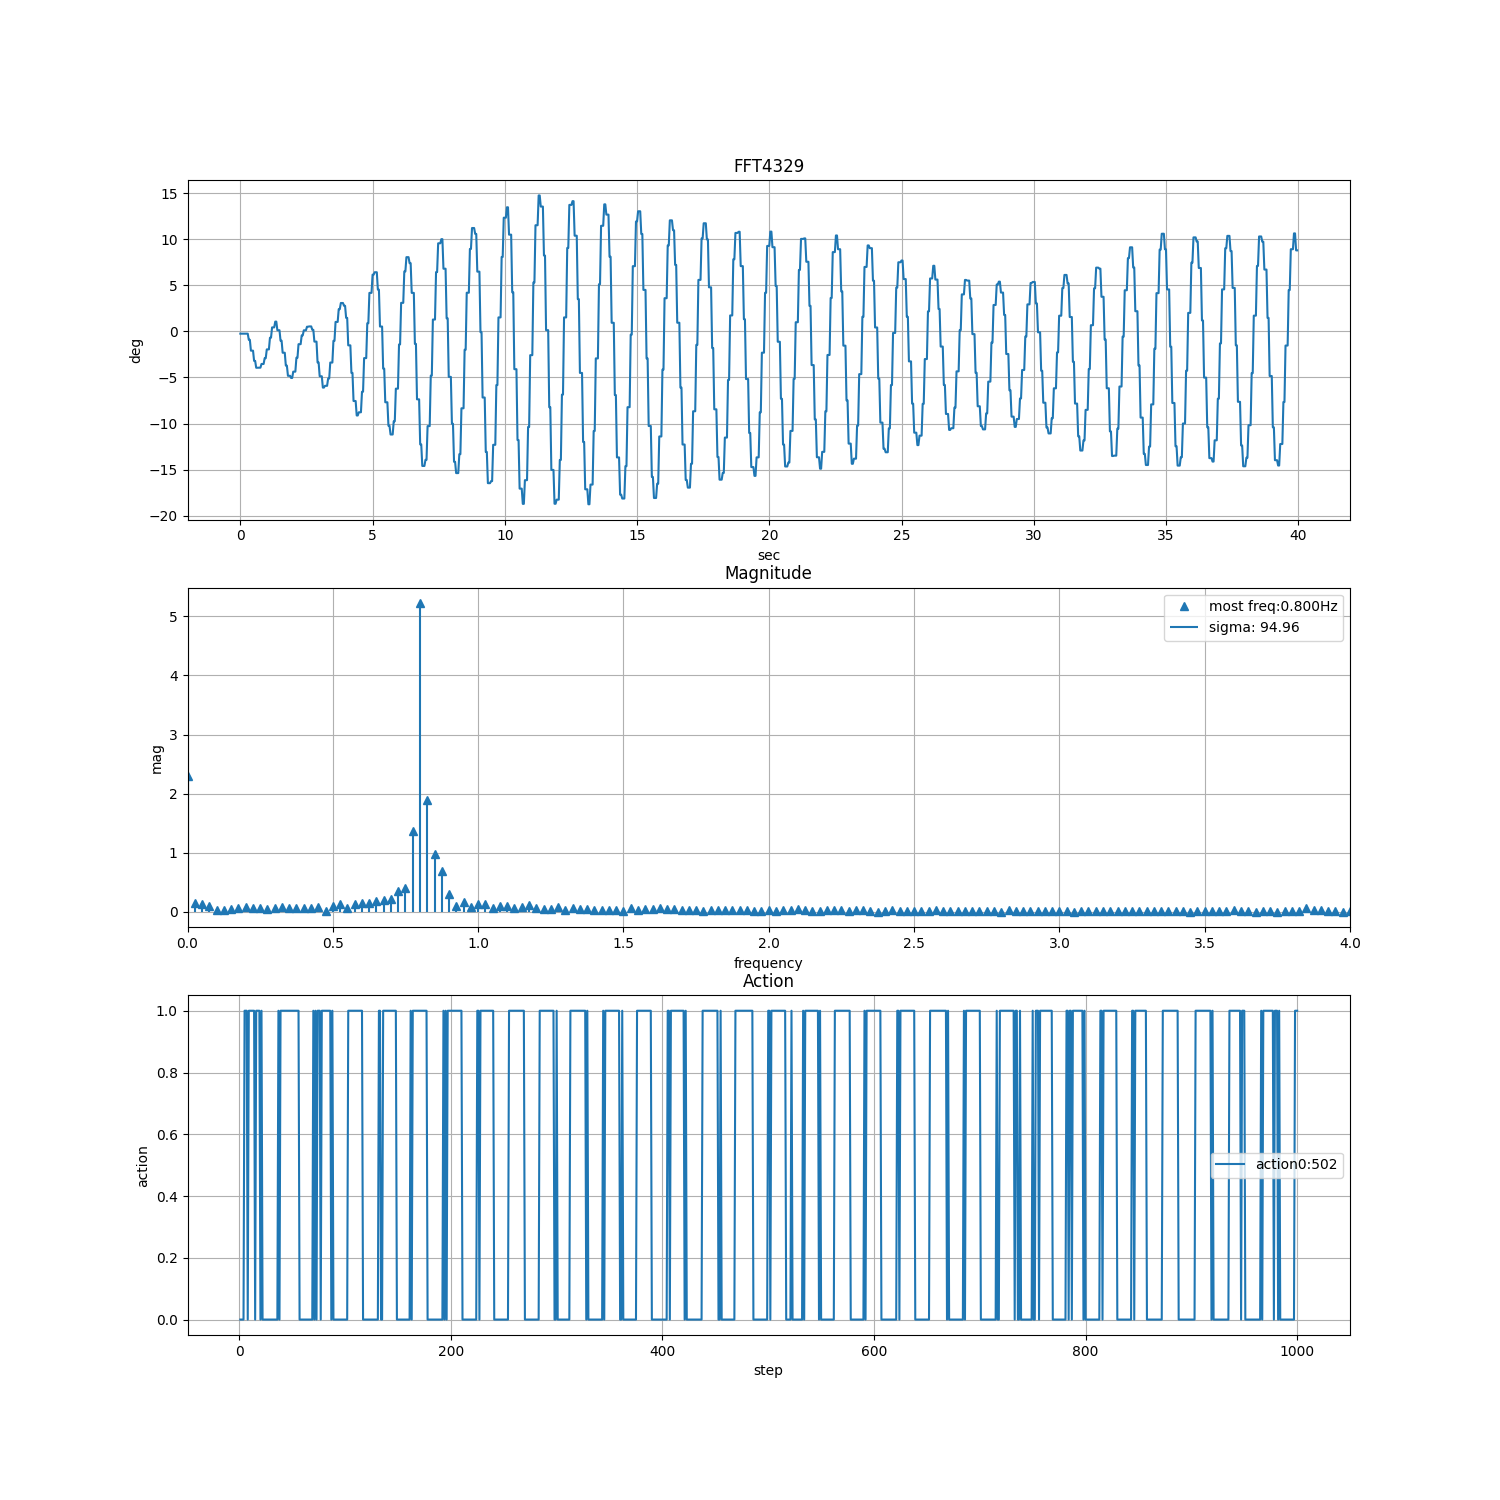 FFT4329
15
10
5
0
−5
−10
−15
−20
deg
0 5 10 15 20 25 30 35 40
sec
Magnitude
most freq:0.800Hz
sigma: 94.96
5
4
3
2
1
0
mag
0.0 0.5 1.0 1.5 2.0 2.5 3.0 3.5 4.0
frequency
Action
1.0
0.8
0.6
0.4
0.2
0.0
action
action0:502
0 200 400 600 800 1000
step